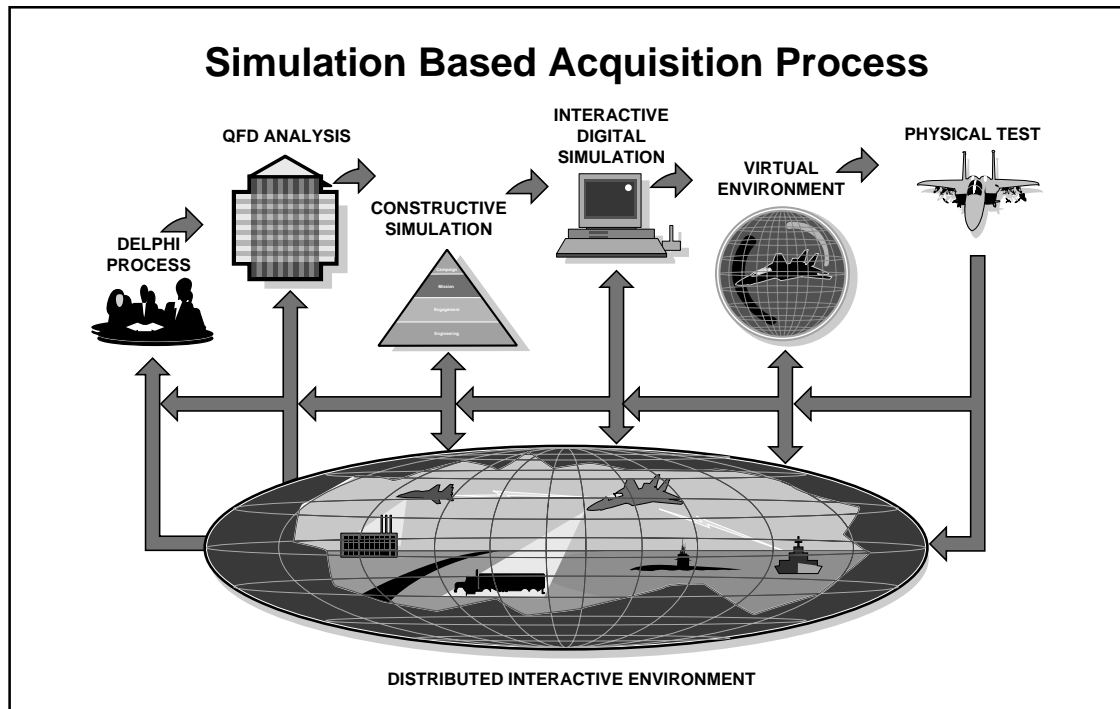 Simulation Based Acquisition Process
DELPHI
PROCESS
QFD ANALYSIS
CONSTRUCTIVE
SIMULATION
Campaign
Mission
Engagement
Engineering
INTERACTIVE
DIGITAL
SIMULATION
VIRTUAL
ENVIRONMENT
PHYSICAL TEST
DISTRIBUTED INTERACTIVE ENVIRONMENT